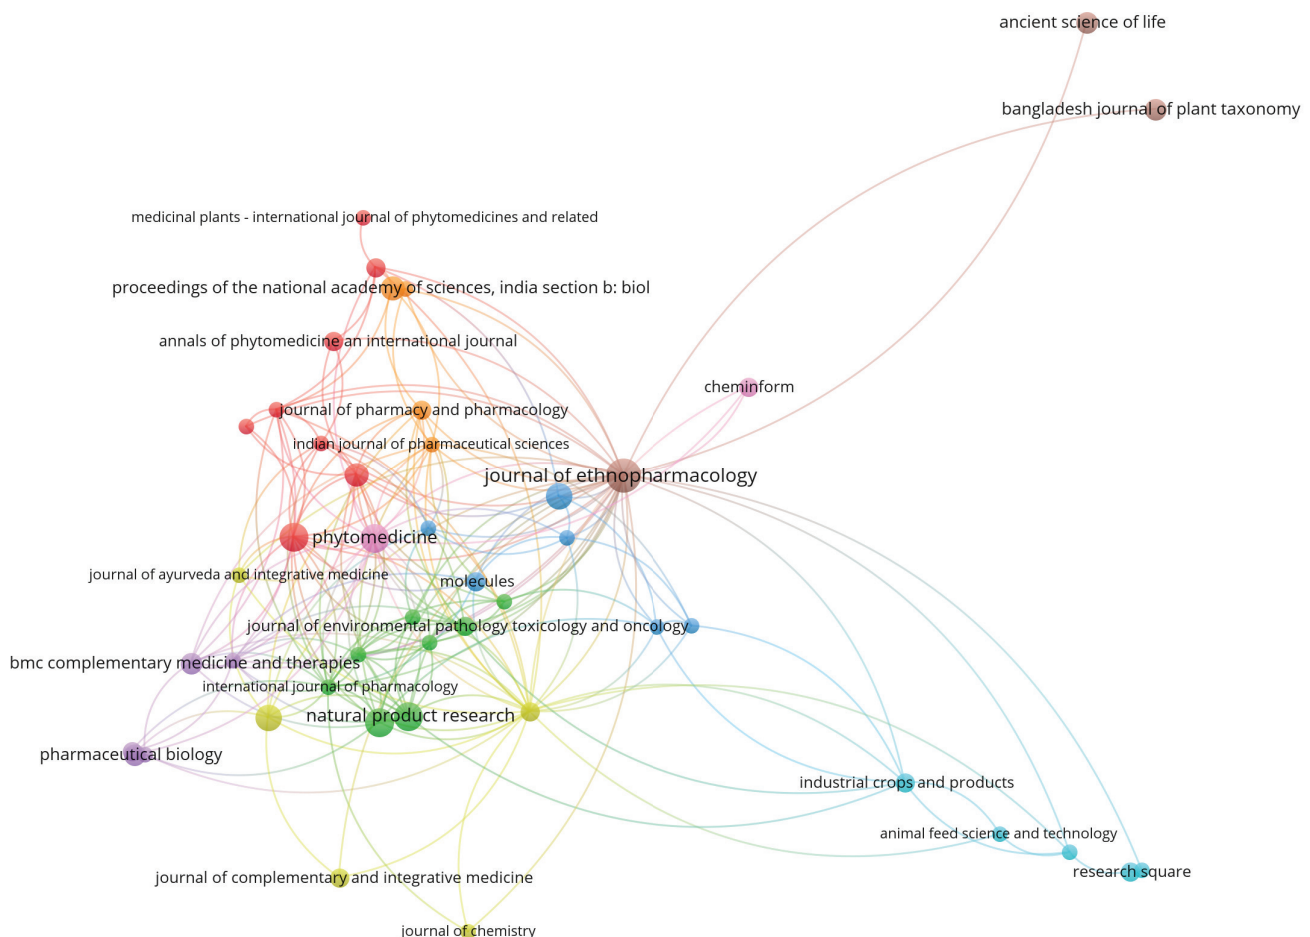 ancient science of life
bangladesh journal of plant taxonomy
medicinal plants - international journal of phytomedicines and related
proceedings of the national academy of sciences, india section b: biol
annals of phytomedicine an international journal
cheminform
journal of pharmacy and pharmacology
indian journal of pharmaceutical sciences
journal of ethnopharmacology
phytomedicine
journal of ayurveda and integrative medicine
molecules
journal of environmental pathology toxicology and oncology
bmc complementary medicine and therapies
international journal of pharmacology
natural product research
pharmaceutical biology
industrial crops and products
animal feed science and technology
research square
journal of complementary and integrative medicine
journal of chemistry